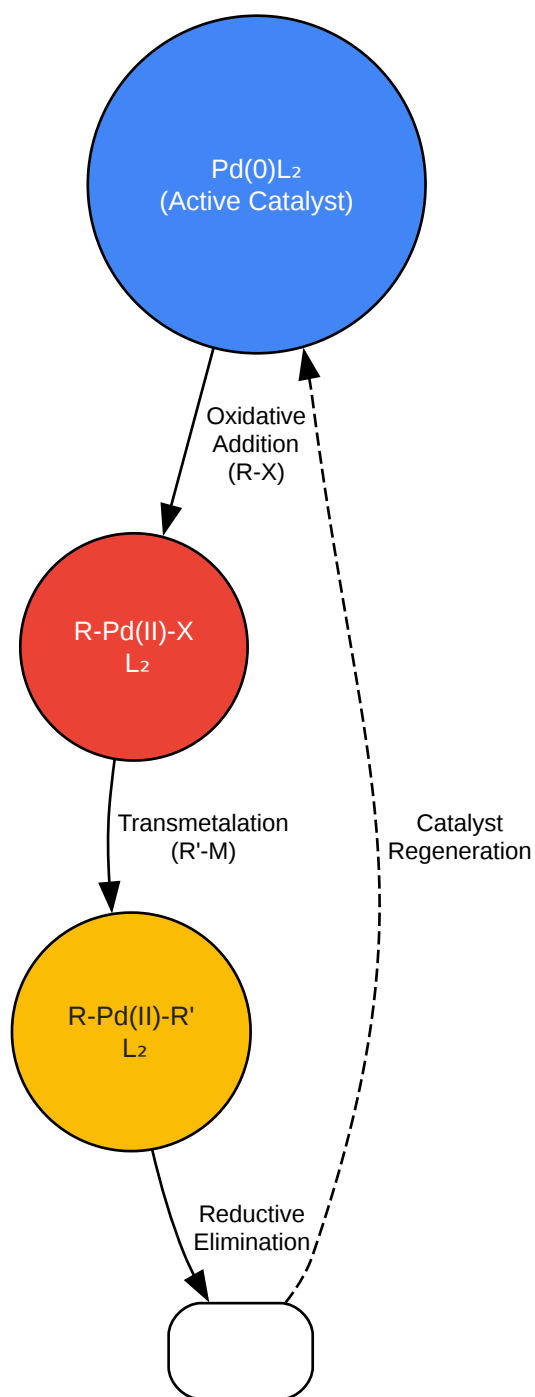 Pd(0)L₂
(Active Catalyst)
Oxidative
Addition
(R-X)
R-Pd(II)-X
L₂
Transmetalation
(R'-M)
Catalyst
Regeneration
R-Pd(II)-R'
L₂
Reductive
Elimination